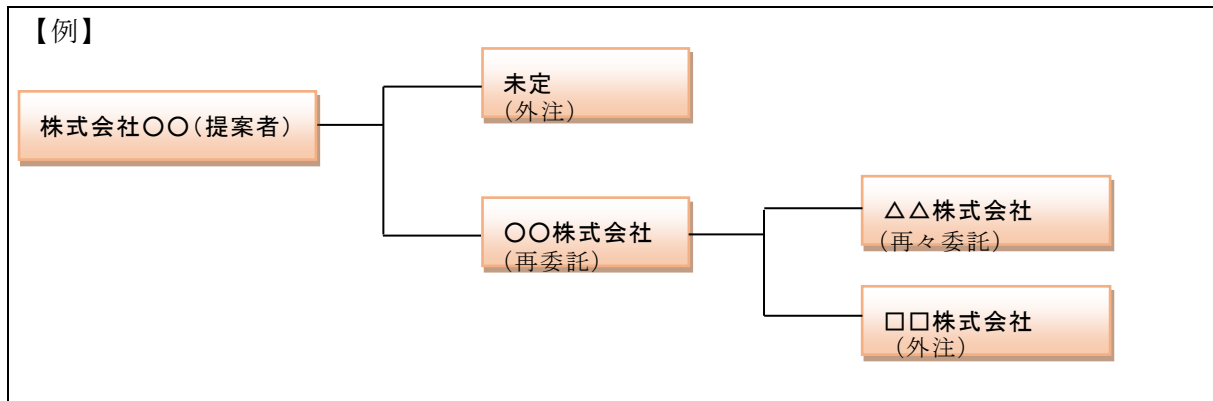 【例】
未定
(外注)
株式会社〇〇(提案者)
〇〇株式会社
(再委託)
△△株式会社
(再々委託)
□□株式会社
(外注)